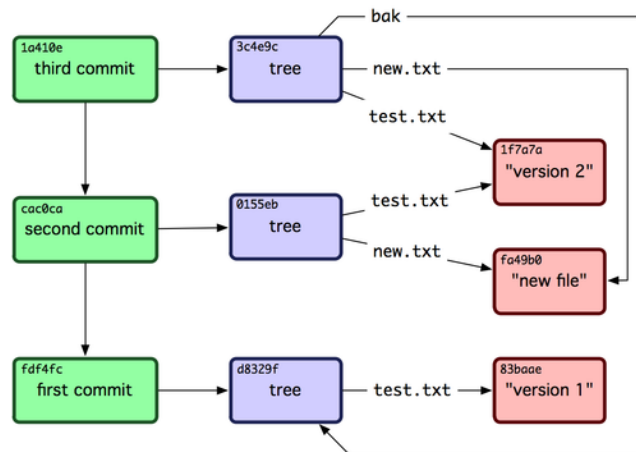 bak
1a410e
third commit
3c4e9c
tree
new.txt
test.txt
1f7a7a
"version 2"
cac0ca
second commit
0155eb
tree
test.txt
new.txt
fa49b0
"new file"
fdf4fc
first commit
d8329f
tree
test.txt
83baae
"version 1"